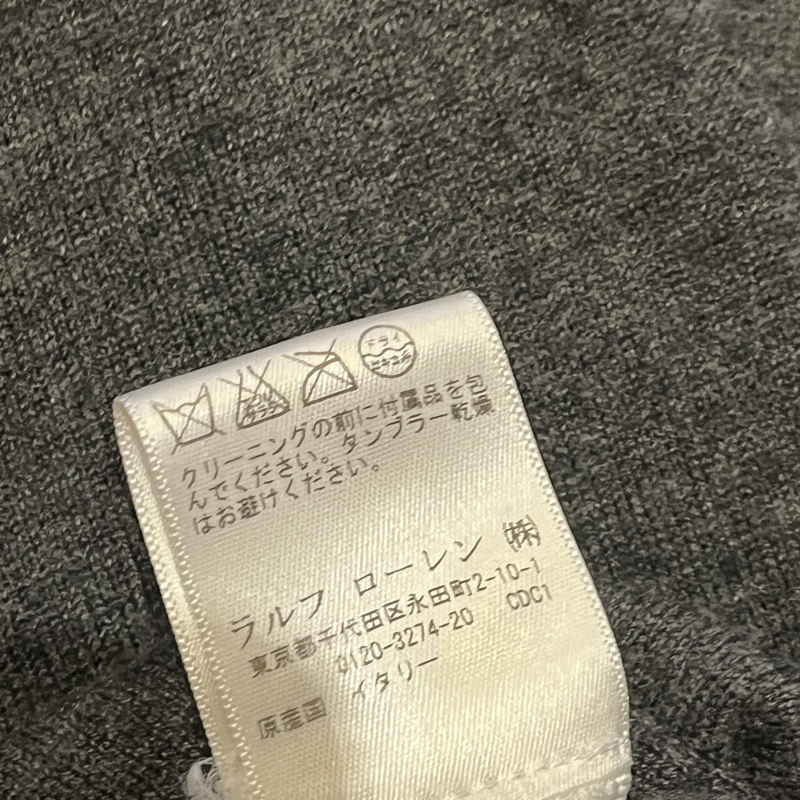 ドライ
セキユ系
クリーニングの前に付属品を包
んでください。タンブラー乾燥
はお避けください。
ラルフ ローレン ㈱
東京都千代田区永田町2-10-1
0120-3274-20 CDC1
原産国 イタリー